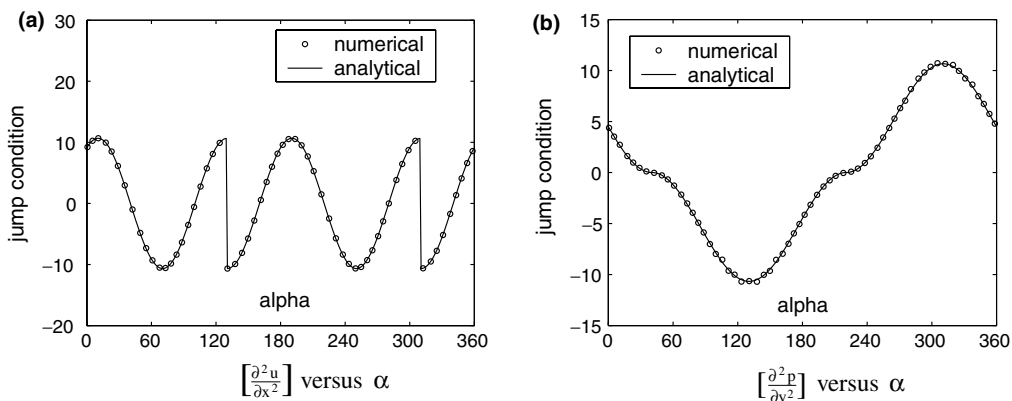 (a)
30
20
10
0
−10
−20
jump condition
numerical
analytical
alpha
0 60 120 180 240 300 360
[∂²u/∂x²] versus α
(b)
15
10
5
0
−5
−10
−15
jump condition
numerical
analytical
alpha
0 60 120 180 240 300 360
[∂²p/∂y²] versus α